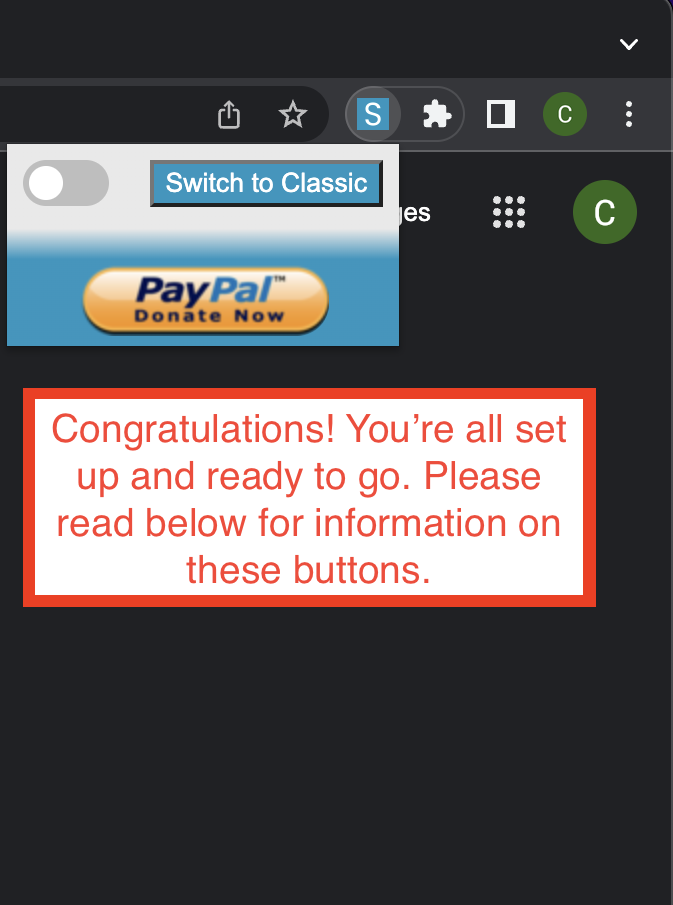 S
C
Switch to Classic
ges
C
PayPal™
Donate Now
Congratulations! You’re all set
up and ready to go. Please
read below for information on
these buttons.